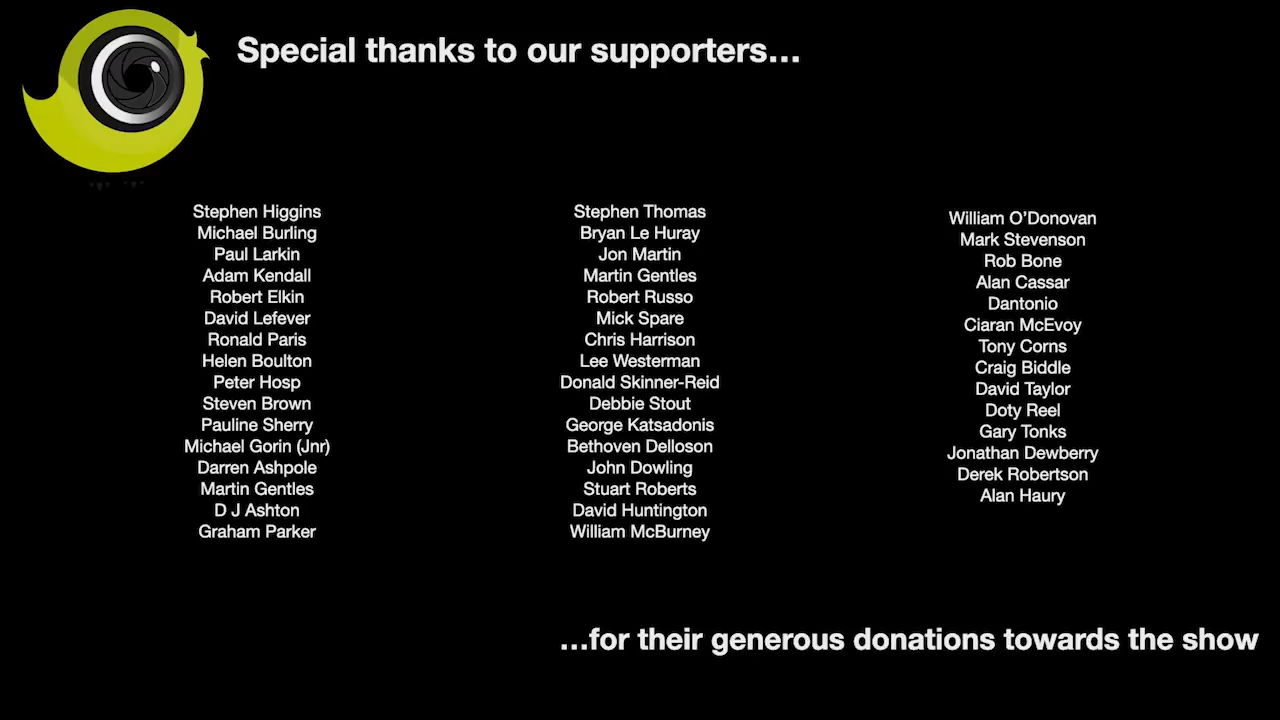 Special thanks to our supporters…
Stephen Higgins
Michael Burling
Paul Larkin
Adam Kendall
Robert Elkin
David Lefever
Ronald Paris
Helen Boulton
Peter Hosp
Steven Brown
Pauline Sherry
Michael Gorin (Jnr)
Darren Ashpole
Martin Gentles
D J Ashton
Graham Parker
Stephen Thomas
Bryan Le Huray
Jon Martin
Martin Gentles
Robert Russo
Mick Spare
Chris Harrison
Lee Westerman
Donald Skinner-Reid
Debbie Stout
George Katsadonis
Bethoven Delloson
John Dowling
Stuart Roberts
David Huntington
William McBurney
William O’Donovan
Mark Stevenson
Rob Bone
Alan Cassar
Dantonio
Ciaran McEvoy
Tony Corns
Craig Biddle
David Taylor
Doty Reel
Gary Tonks
Jonathan Dewberry
Derek Robertson
Alan Haury
…for their generous donations towards the show